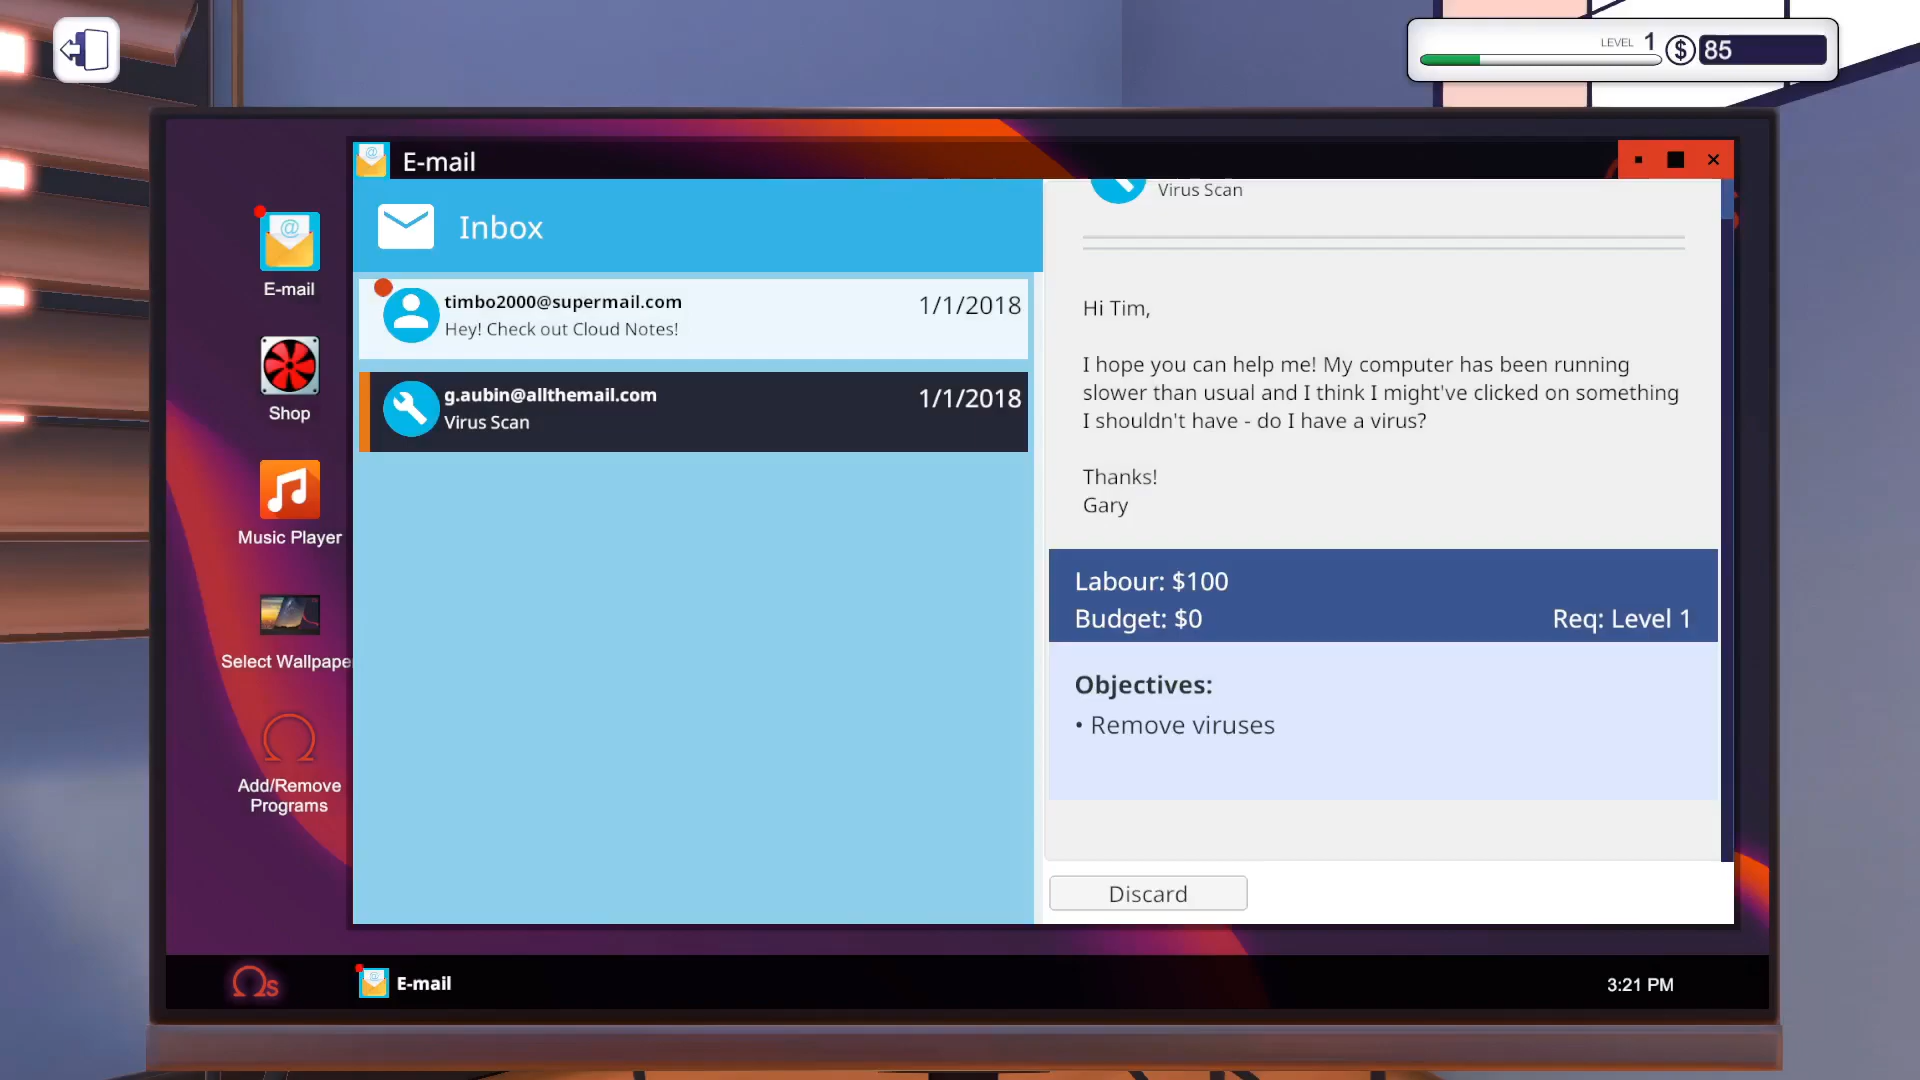 LEVEL 1
$ 85
E-mail
Inbox
timbo2000@supermail.com
1/1/2018
Hey! Check out Cloud Notes!
g.aubin@allthemail.com
1/1/2018
Virus Scan
Virus Scan
Hi Tim,
I hope you can help me! My computer has been running
slower than usual and I think I might've clicked on something
I shouldn't have - do I have a virus?
Thanks!
Gary
Labour: $100
Budget: $0
Req: Level 1
Objectives:
• Remove viruses
Discard
E-mail
Shop
Music Player
Select Wallpape
Add/Remove
Programs
Ωs
E-mail
3:21 PM